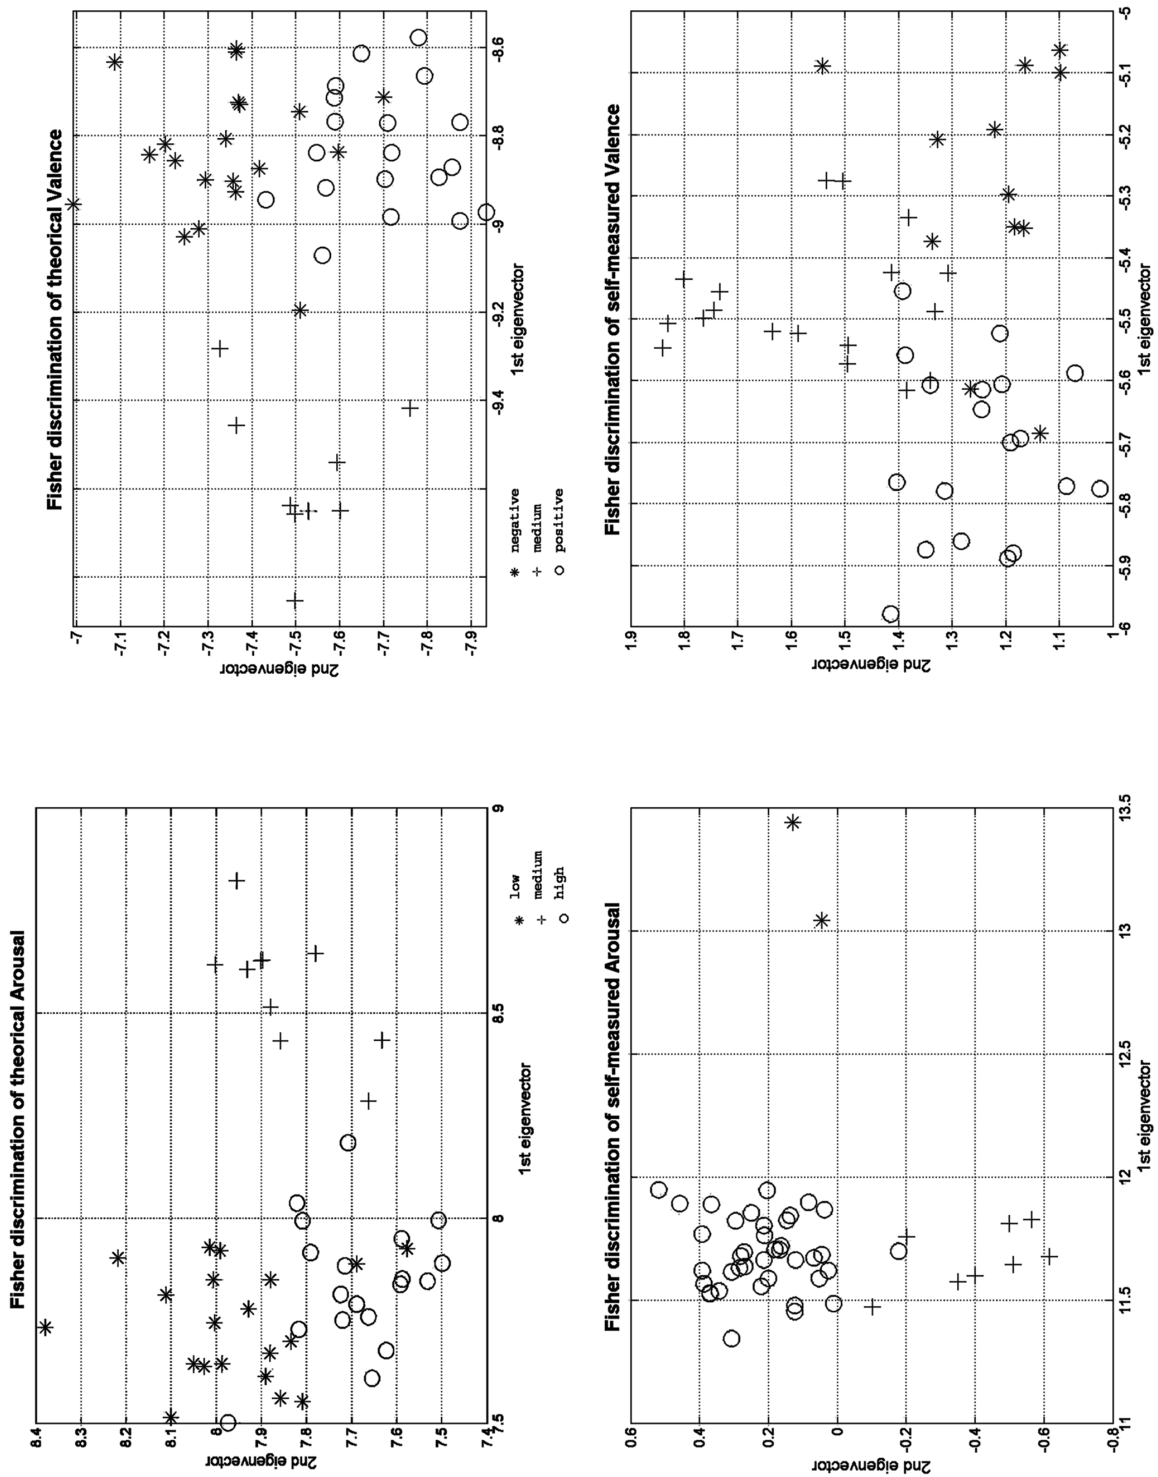 Fisher discrimination of theorical Arousal
8.4
8.3
8.2
8.1
8
7.9
7.8
7.7
7.6
7.5
7.4
2nd eigenvector
7.5 8 8.5 9
1st eigenvector
low
medium
high
Fisher discrimination of theorical Valence
-7
-7.1
-7.2
-7.3
-7.4
-7.5
-7.6
-7.7
-7.8
-7.9
2nd eigenvector
-9.4 -9.2 -9 -8.8 -8.6
1st eigenvector
negative
medium
positive
Fisher discrimination of self-measured Arousal
0.6
0.4
0.2
0
-0.2
-0.4
-0.6
-0.8
2nd eigenvector
11 11.5 12 12.5 13 13.5
1st eigenvector
Fisher discrimination of self-measured Valence
1.9
1.8
1.7
1.6
1.5
1.4
1.3
1.2
1.1
1
2nd eigenvector
-6 -5.9 -5.8 -5.7 -5.6 -5.5 -5.4 -5.3 -5.2 -5.1 -5
1st eigenvector